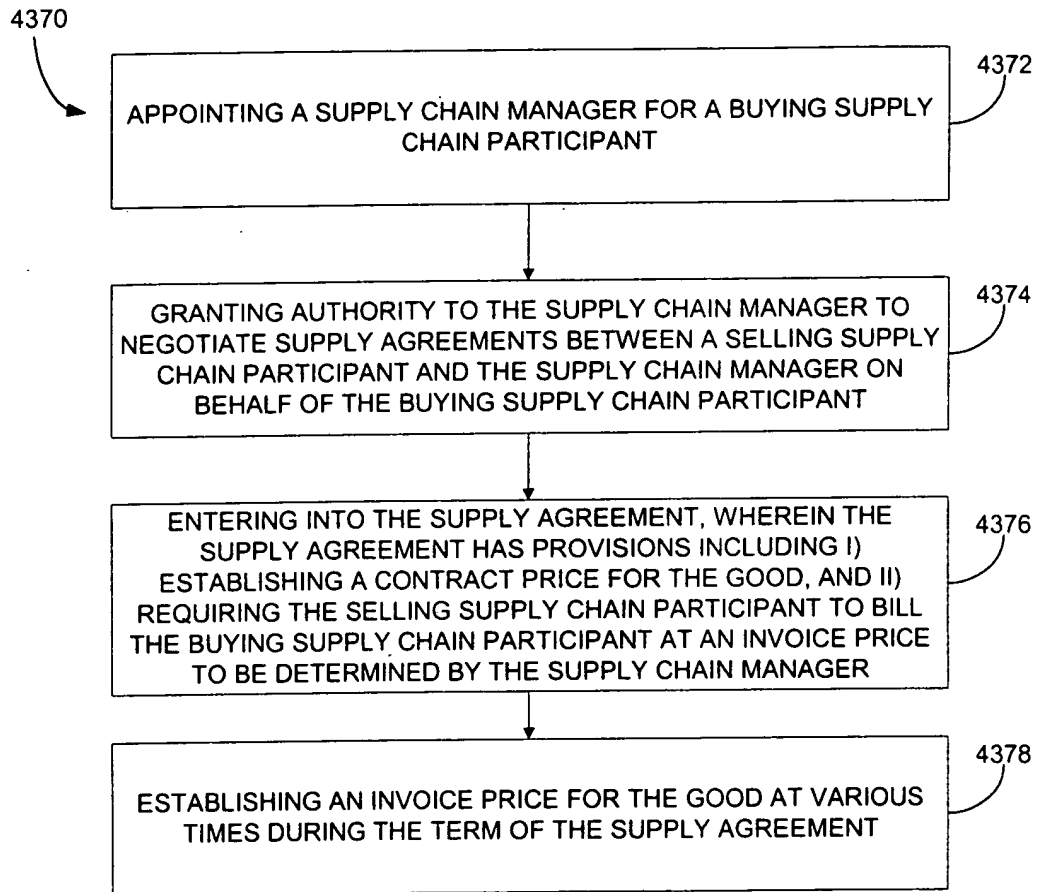 4370
4372
APPOINTING A SUPPLY CHAIN MANAGER FOR A BUYING SUPPLY
CHAIN PARTICIPANT
4374
GRANTING AUTHORITY TO THE SUPPLY CHAIN MANAGER TO
NEGOTIATE SUPPLY AGREEMENTS BETWEEN A SELLING SUPPLY
CHAIN PARTICIPANT AND THE SUPPLY CHAIN MANAGER ON
BEHALF OF THE BUYING SUPPLY CHAIN PARTICIPANT
4376
ENTERING INTO THE SUPPLY AGREEMENT, WHEREIN THE
SUPPLY AGREEMENT HAS PROVISIONS INCLUDING I)
ESTABLISHING A CONTRACT PRICE FOR THE GOOD, AND II)
REQUIRING THE SELLING SUPPLY CHAIN PARTICIPANT TO BILL
THE BUYING SUPPLY CHAIN PARTICIPANT AT AN INVOICE PRICE
TO BE DETERMINED BY THE SUPPLY CHAIN MANAGER
4378
ESTABLISHING AN INVOICE PRICE FOR THE GOOD AT VARIOUS
TIMES DURING THE TERM OF THE SUPPLY AGREEMENT